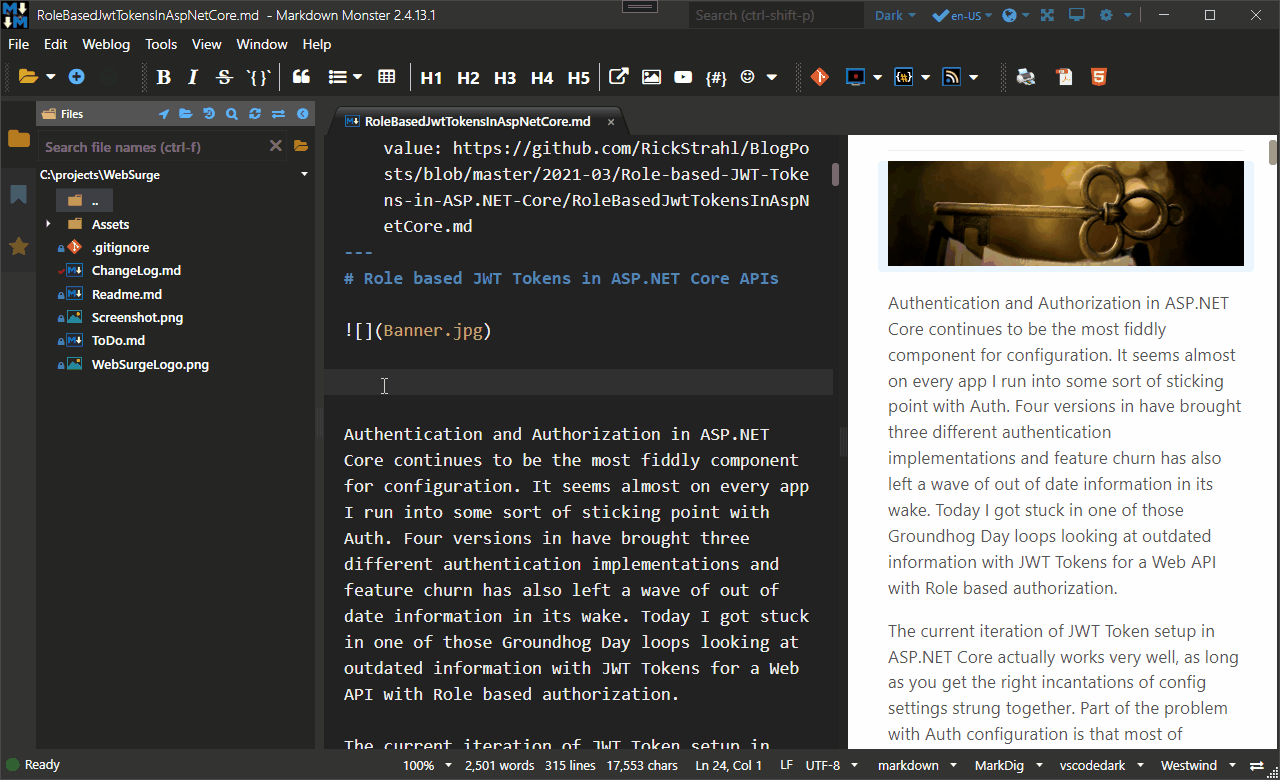 RoleBasedJwtTokensInAspNetCore.md - Markdown Monster 2.4.13.1
Search (ctrl-shift-p)
Dark
en-US
File Edit Weblog Tools View Window Help
B I S `{}` H1 H2 H3 H4 H5 {#}
Files
RoleBasedJwtTokensInAspNetCore.md
Search file names (ctrl-f)
C:\projects\WebSurge
..
Assets
.gitignore
ChangeLog.md
Readme.md
Screenshot.png
ToDo.md
WebSurgeLogo.png
value: https://github.com/RickStrahl/BlogPo
sts/blob/master/2021-03/Role-based-JWT-Toke
ns-in-ASP.NET-Core/RoleBasedJwtTokensInAspN
etCore.md
---
# Role based JWT Tokens in ASP.NET Core APIs
![](Banner.jpg)
Authentication and Authorization in ASP.NET
Core continues to be the most fiddly component
for configuration. It seems almost on every app
I run into some sort of sticking point with
Auth. Four versions in have brought three
different authentication implementations and
feature churn has also left a wave of out of
date information in its wake. Today I got stuck
in one of those Groundhog Day loops looking at
outdated information with JWT Tokens for a Web
API with Role based authorization.
The current iteration of JWT Token setup in
Authentication and Authorization in ASP.NET
Core continues to be the most fiddly
component for configuration. It seems almost
on every app I run into some sort of sticking
point with Auth. Four versions in have brought
three different authentication
implementations and feature churn has also
left a wave of out of date information in its
wake. Today I got stuck in one of those
Groundhog Day loops looking at outdated
information with JWT Tokens for a Web API
with Role based authorization.
The current iteration of JWT Token setup in
ASP.NET Core actually works very well, as long
as you get the right incantations of config
settings strung together. Part of the problem
with Auth configuration is that most of
Ready
100% 2,501 words 315 lines 17,553 chars Ln 24, Col 1 LF UTF-8 markdown MarkDig vscodedark Westwind